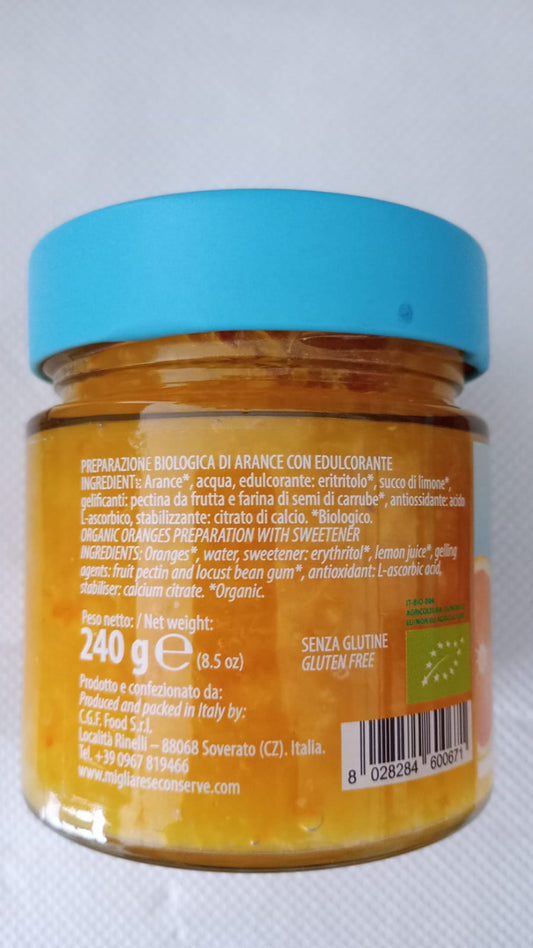 PREPARAZIONE BIOLOGICA DI ARANCE CON EDULCORANTE
INGREDIENTI: Arance*, acqua, edulcorante: eritritolo*, succo di limone*,
gelificanti: pectina da frutta e farina di semi di carrube*, antiossidante: acido
L-ascorbico, stabilizzante: citrato di calcio. *Biologico.
ORGANIC ORANGES PREPARATION WITH SWEETENER
INGREDIENTS: Oranges*, water, sweetener: erythritol*, lemon juice*, gelling
agents: fruit pectin and locust bean gum*, antioxidant: L-ascorbic acid,
stabiliser: calcium citrate. *Organic.
Peso netto: / Net weight:
240 g e (8.5 oz)
SENZA GLUTINE
GLUTEN FREE
Prodotto e confezionato da:
Produced and packed in Italy by:
C.G.F. Food S.r.l.
Località Rinelli – 88068 Soverato (CZ). Italia.
Tel. +39 0967 819466
www.migliareseconserve.com
AGRICOLTURA
8 028284 600671